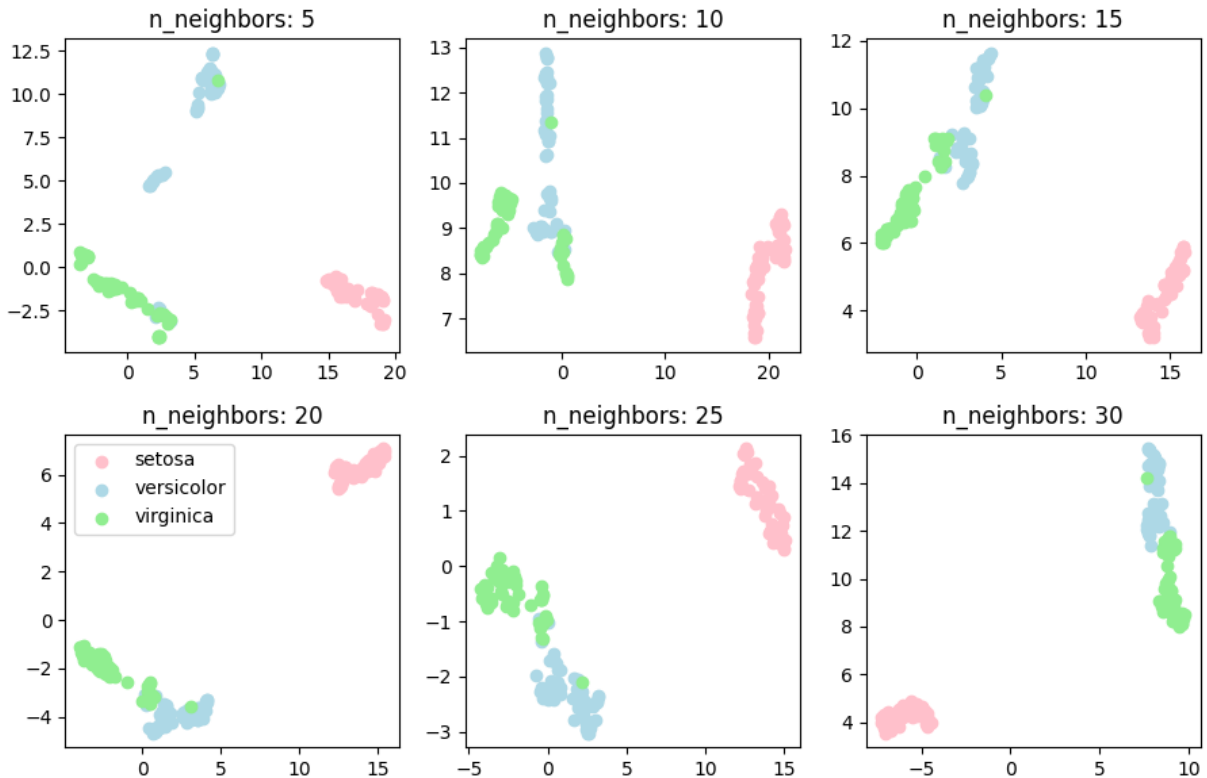 n_neighbors: 5
12.5
10.0
7.5
5.0
2.5
0.0
−2.5
0 5 10 15 20
n_neighbors: 10
13
12
11
10
9
8
7
0 10 20
n_neighbors: 15
12
10
8
6
4
0 5 10 15
n_neighbors: 20
setosa
versicolor
virginica
6
4
2
0
−2
−4
0 5 10 15
n_neighbors: 25
2
1
0
−1
−2
−3
−5 0 5 10 15
n_neighbors: 30
16
14
12
10
8
6
4
−5 0 5 10